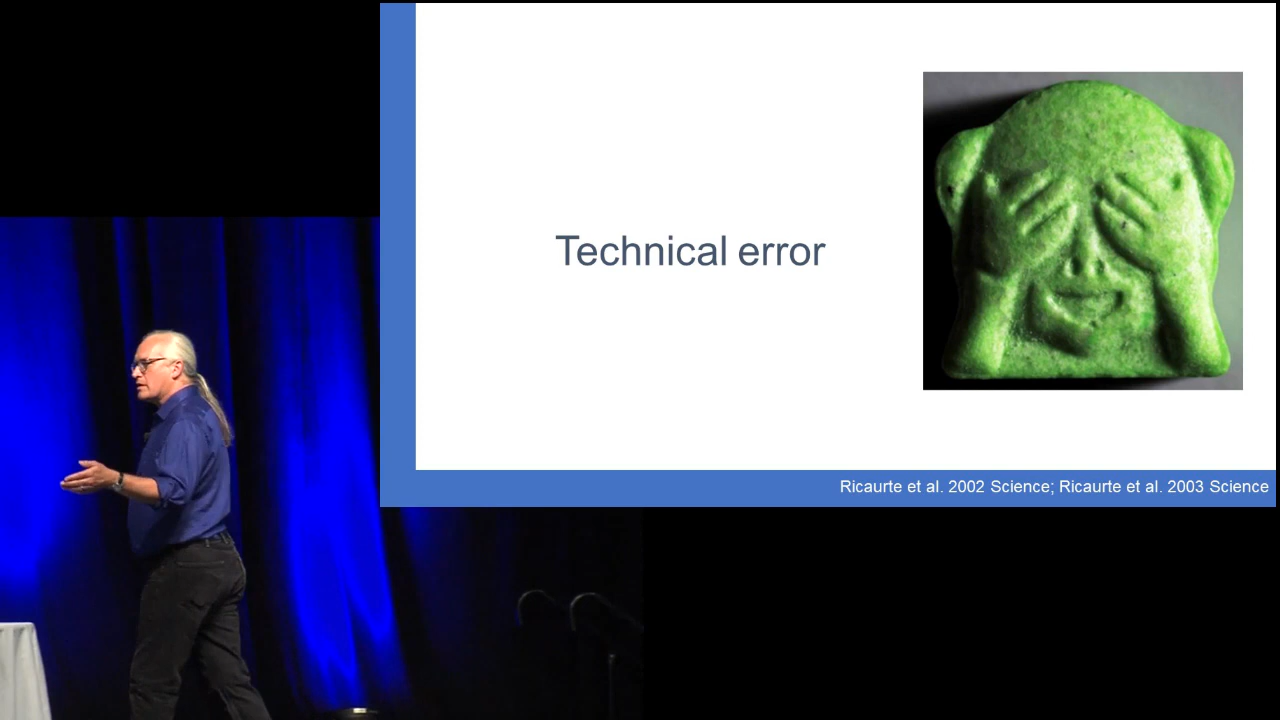 Technical error
Ricaurte et al. 2002 Science; Ricaurte et al. 2003 Science